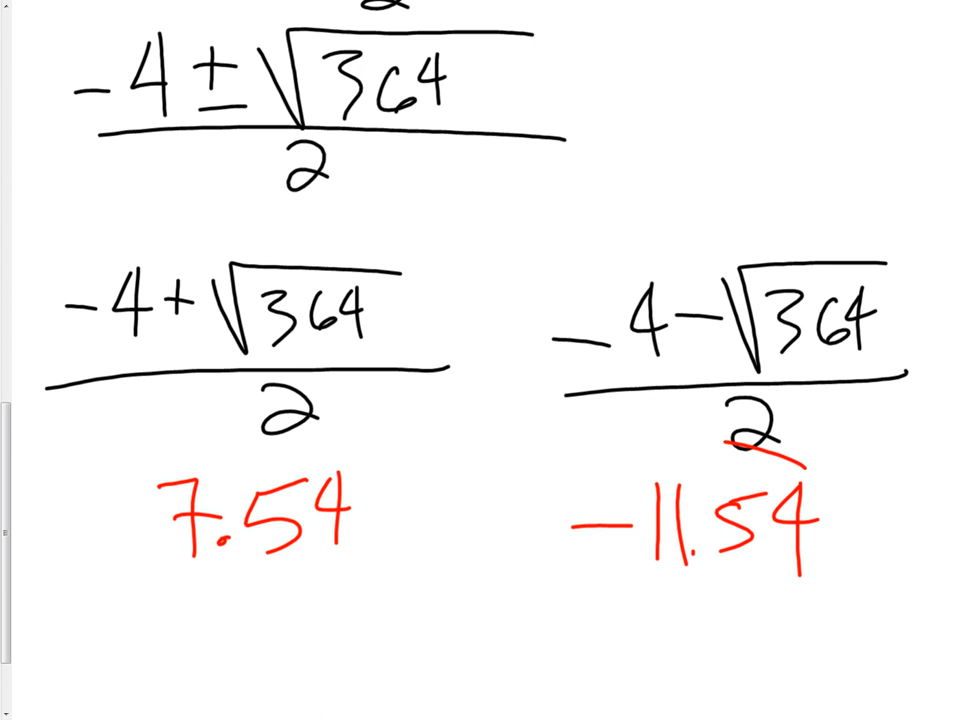 -4 ± √364
2
-4 + √364
2
-4 - √364
2
7.54
-11.54